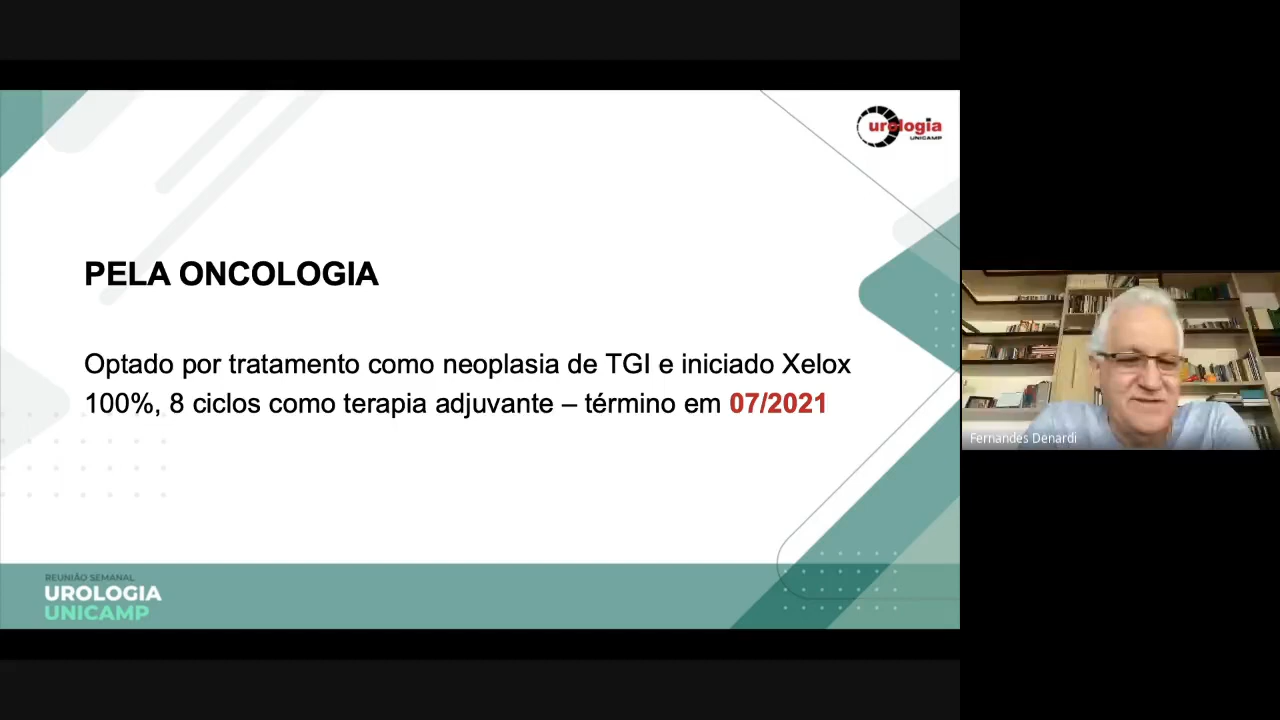 urologia
UNICAMP
PELA ONCOLOGIA
Optado por tratamento como neoplasia de TGI e iniciado Xelox
100%, 8 ciclos como terapia adjuvante – término em 07/2021
REUNIÃO SEMANAL
UROLOGIA
UNICAMP
Fernandes Denardi